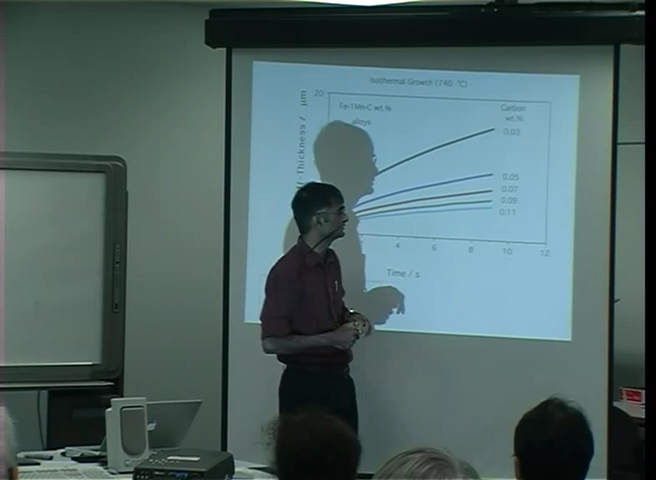 Isothermal Growth (740 °C)
20
Fe-1Mn-C wt.%
alloys
Carbon
wt.%
0.03
0.05
0.07
0.09
0.11
-Thickness / μm
4
6
8
10
12
Time / s